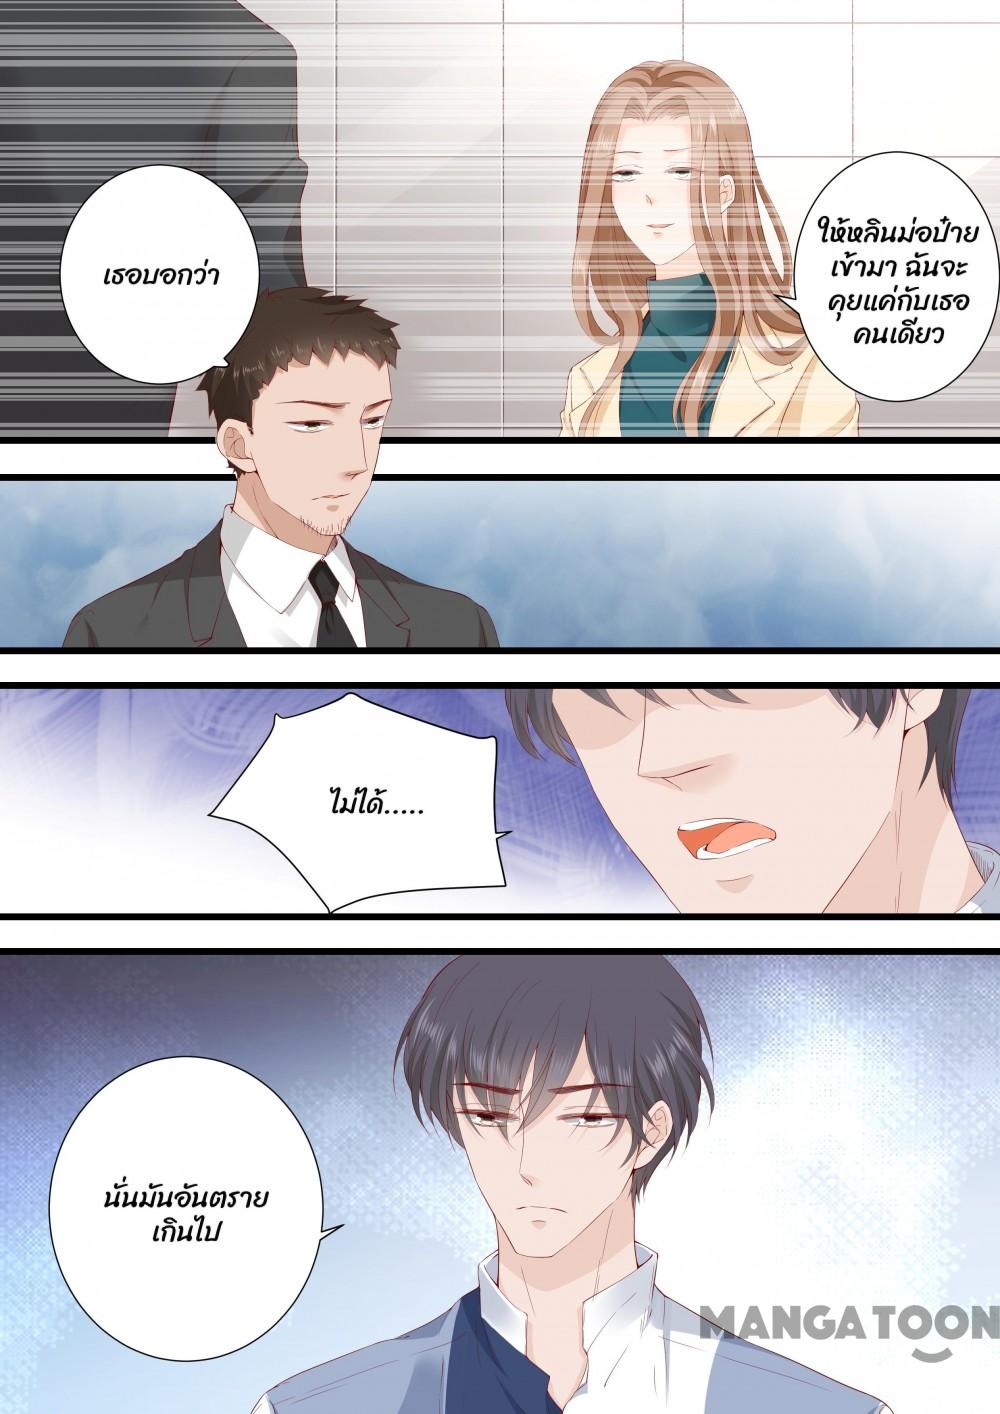 เธอบอกว่า
ให้หลินม่อป๋าย
เข้ามา ฉันจะ
คุยแค่กับเธอ
คนเดียว
ไม่ได้.....
นั่นมันอันตราย
เกินไป
MANGATOON